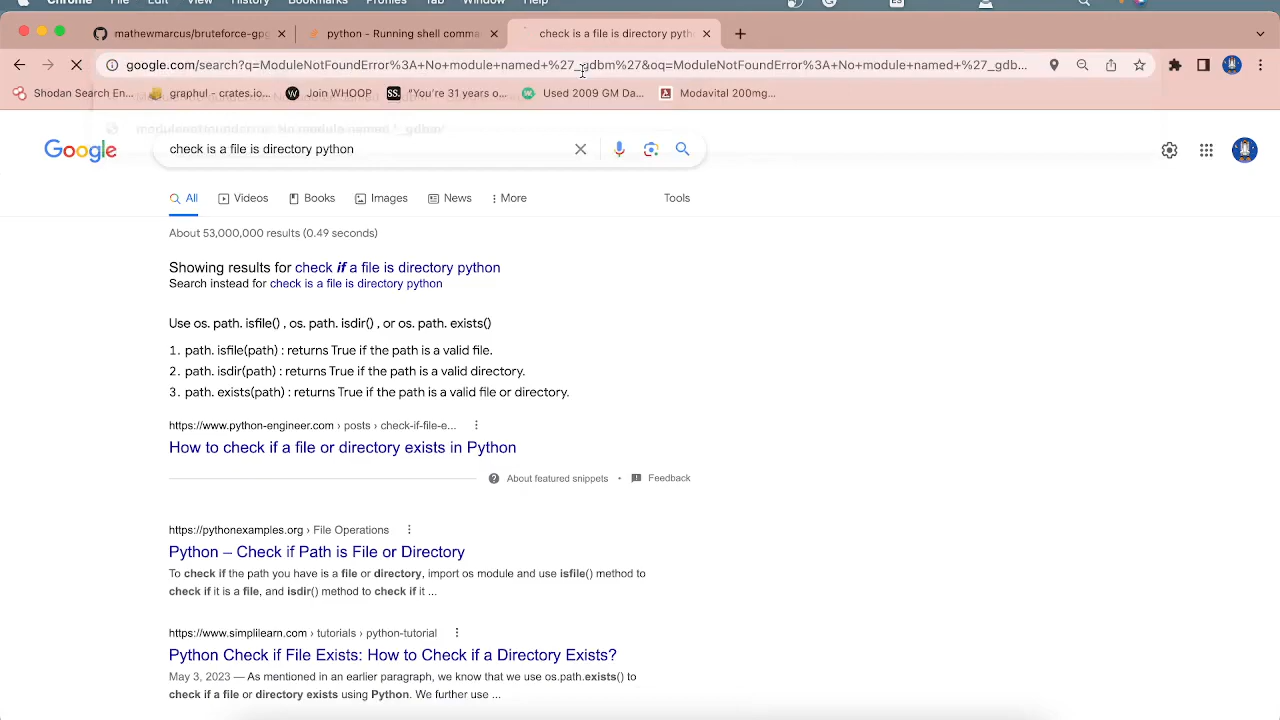 Chrome File Edit View History Bookmarks Profiles Tab Window Help
mathewmarcus/bruteforce-gpg
python - Running shell comma
check is a file is directory pyth
google.com/search?q=ModuleNotFoundError%3A+No+module+named+%27_gdbm%27&oq=ModuleNotFoundError%3A+No+module+named+%27_gdb...
Shodan Search En...
graphul - crates.io...
Join WHOOP
SS.
"You're 31 years o...
Used 2009 GM Da...
Modavital 200mg...
modulenotfounderror: No module named '_gdbm'
Google
check is a file is directory python
All
Videos
Books
Images
News
More
Tools
About 53,000,000 results (0.49 seconds)
Showing results for check if a file is directory python
Search instead for check is a file is directory python
Use os. path. isfile() , os. path. isdir() , or os. path. exists()
1. path. isfile(path) : returns True if the path is a valid file.
2. path. isdir(path) : returns True if the path is a valid directory.
3. path. exists(path) : returns True if the path is a valid file or directory.
https://www.python-engineer.com › posts › check-if-file-e...
How to check if a file or directory exists in Python
About featured snippets • Feedback
https://pythonexamples.org › File Operations
Python – Check if Path is File or Directory
To check if the path you have is a file or directory, import os module and use isfile() method to
check if it is a file, and isdir() method to check if it ...
https://www.simplilearn.com › tutorials › python-tutorial
Python Check if File Exists: How to Check if a Directory Exists?
May 3, 2023 — As mentioned in an earlier paragraph, we know that we use os.path.exists() to
check if a file or directory exists using Python. We further use ...